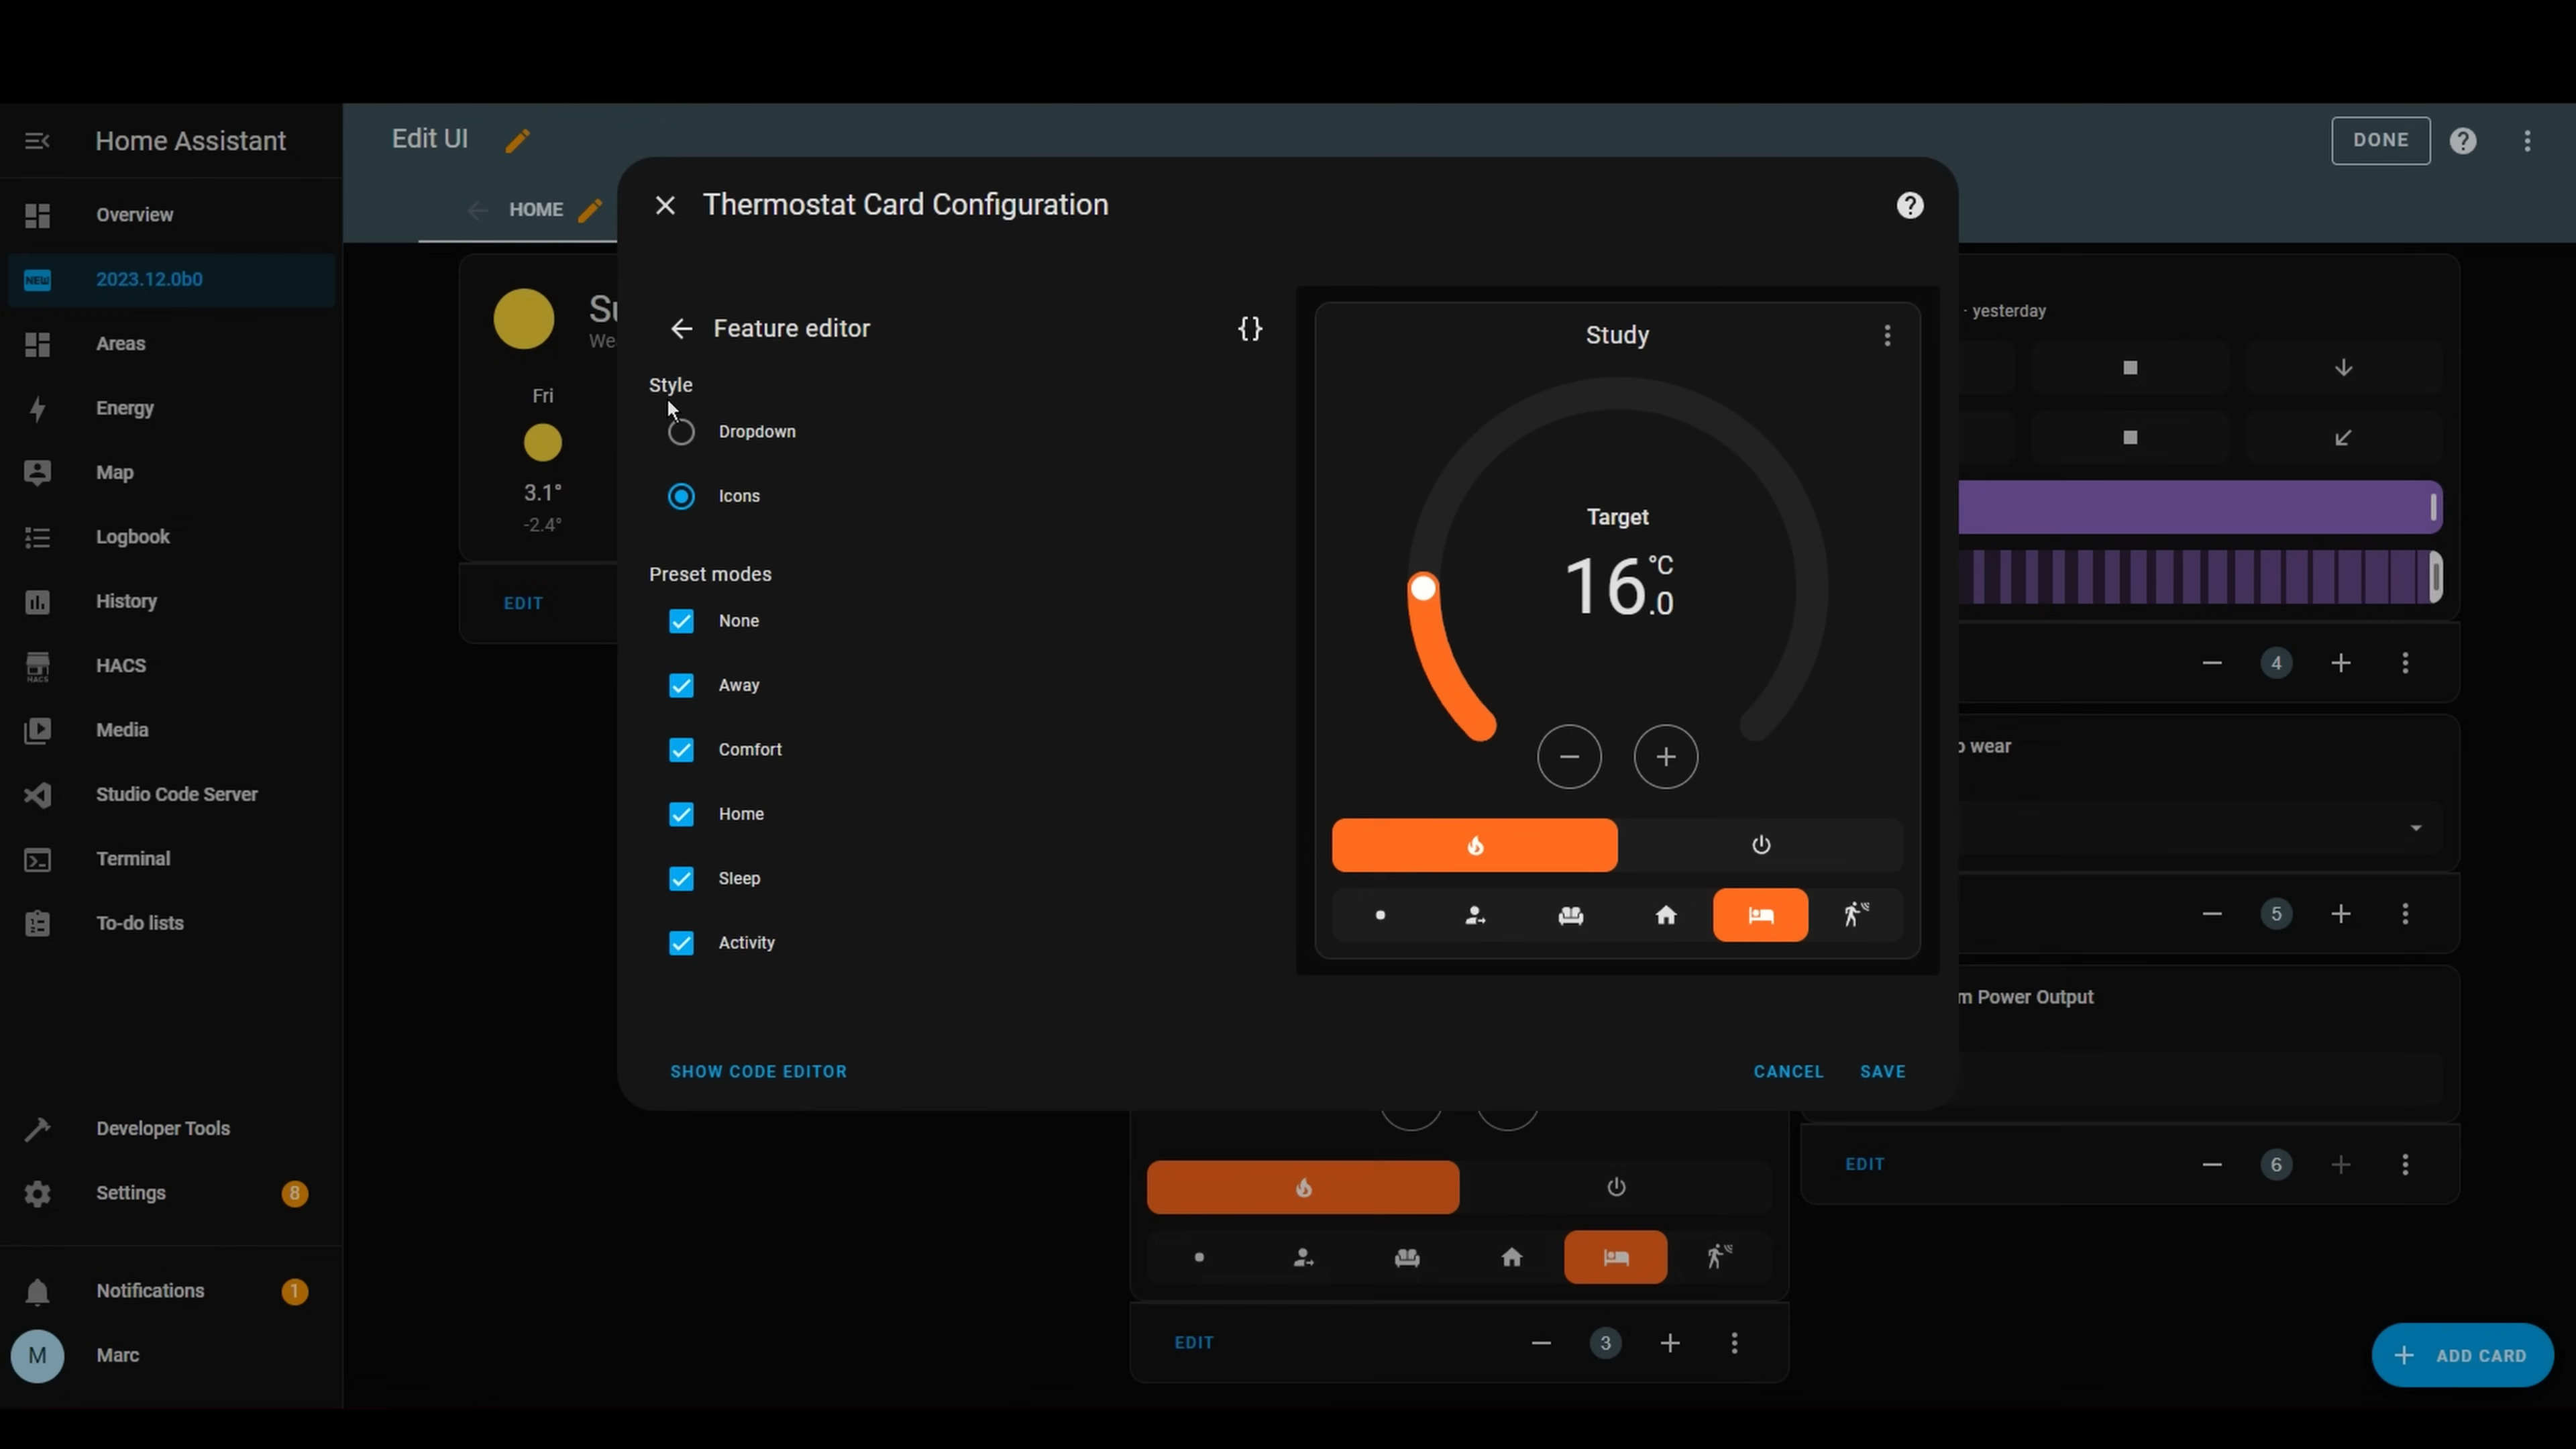 Home Assistant
Overview
NEW
2023.12.0b0
Areas
Energy
Map
Logbook
History
HACS
HACS
Media
Studio Code Server
Terminal
To-do lists
Developer Tools
Settings
8
Notifications
1
M
Marc
Edit UI
DONE
HOME
Fri
3.1°
-2.4°
EDIT
Thermostat Card Configuration
Feature editor
{}
Style
Dropdown
Icons
Preset modes
None
Away
Comfort
Home
Sleep
Activity
SHOW CODE EDITOR
CANCEL
SAVE
Study
Target
16.0 °C
EDIT
3
· yesterday
4
wear
5
Power Output
EDIT
6
ADD CARD